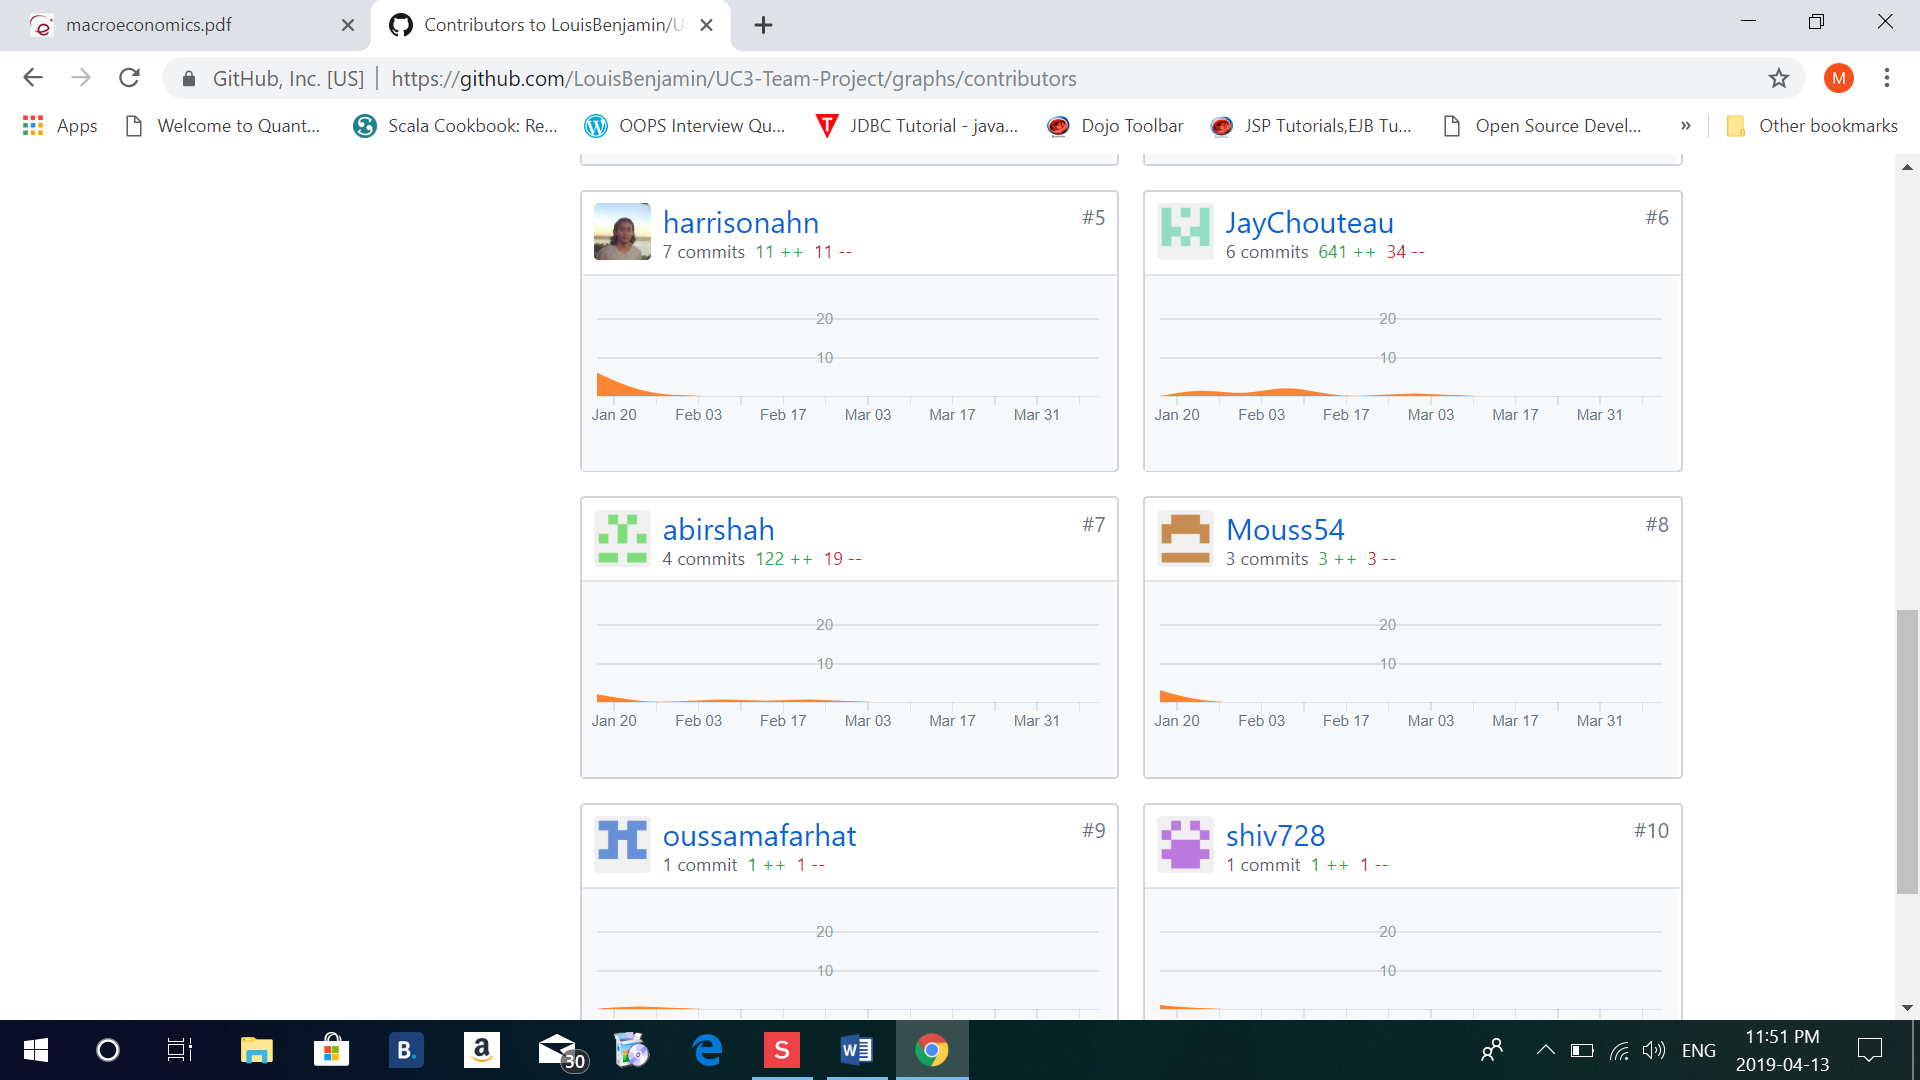 macroeconomics.pdf
Contributors to LouisBenjamin/U
GitHub, Inc. [US] | https://github.com/LouisBenjamin/UC3-Team-Project/graphs/contributors
M
Apps
Welcome to Quant...
Scala Cookbook: Re...
OOPS Interview Qu...
JDBC Tutorial - java...
Dojo Toolbar
JSP Tutorials,EJB Tu...
Open Source Devel...
»
Other bookmarks
harrisonahn #5
7 commits 11 ++ 11 --
20
10
Jan 20 Feb 03 Feb 17 Mar 03 Mar 17 Mar 31
JayChouteau #6
6 commits 641 ++ 34 --
20
10
Jan 20 Feb 03 Feb 17 Mar 03 Mar 17 Mar 31
abirshah #7
4 commits 122 ++ 19 --
20
10
Jan 20 Feb 03 Feb 17 Mar 03 Mar 17 Mar 31
Mouss54 #8
3 commits 3 ++ 3 --
20
10
Jan 20 Feb 03 Feb 17 Mar 03 Mar 17 Mar 31
oussamafarhat #9
1 commit 1 ++ 1 --
20
10
shiv728 #10
1 commit 1 ++ 1 --
20
10
B.
a
30
S
W
ENG
11:51 PM
2019-04-13